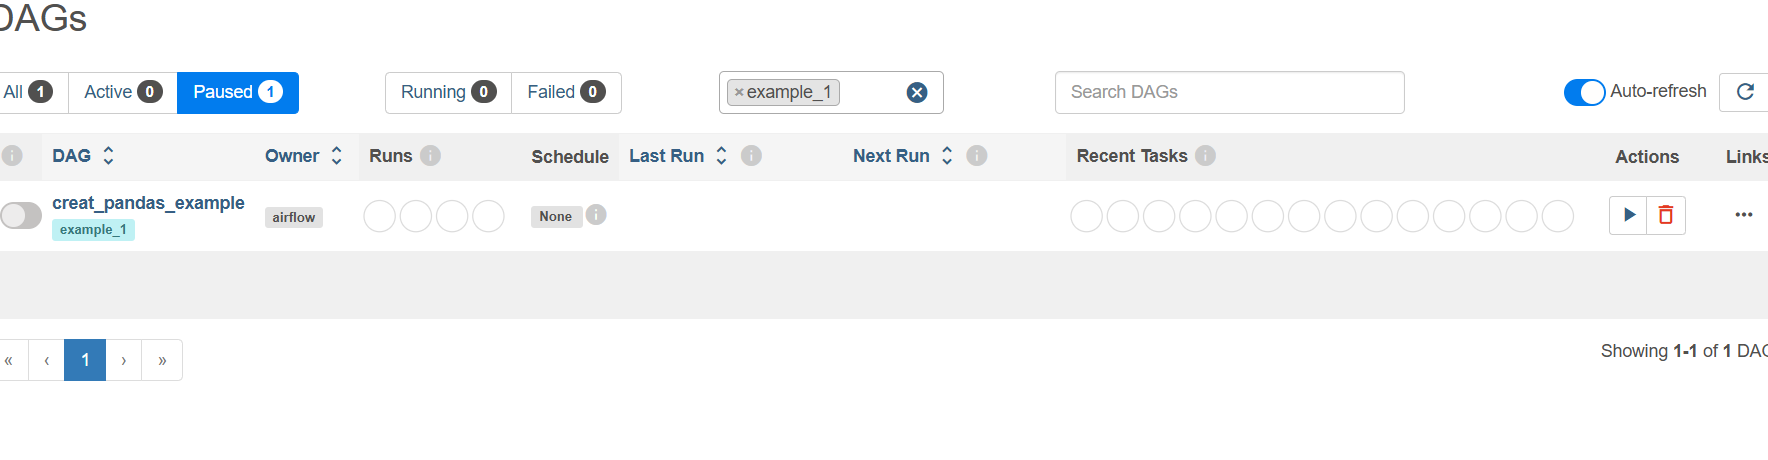 DAGs
All 1 Active 0 Paused 1 Running 0 Failed 0 ×example_1 Search DAGs Auto-refresh
DAG Owner Runs Schedule Last Run Next Run Recent Tasks Actions Links
creat_pandas_example airflow None
example_1
« ‹ 1 › » Showing 1-1 of 1 DAG